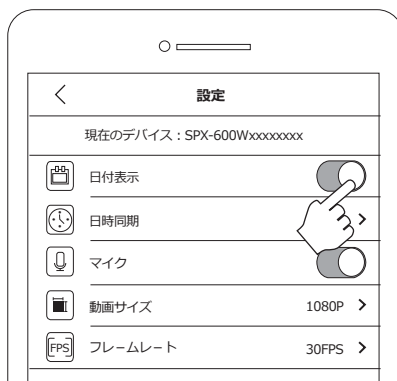 設定
現在のデバイス：SPX-600Wxxxxxxxx
日付表示
日時同期
マイク
動画サイズ 1080P
FPS フレームレート 30FPS